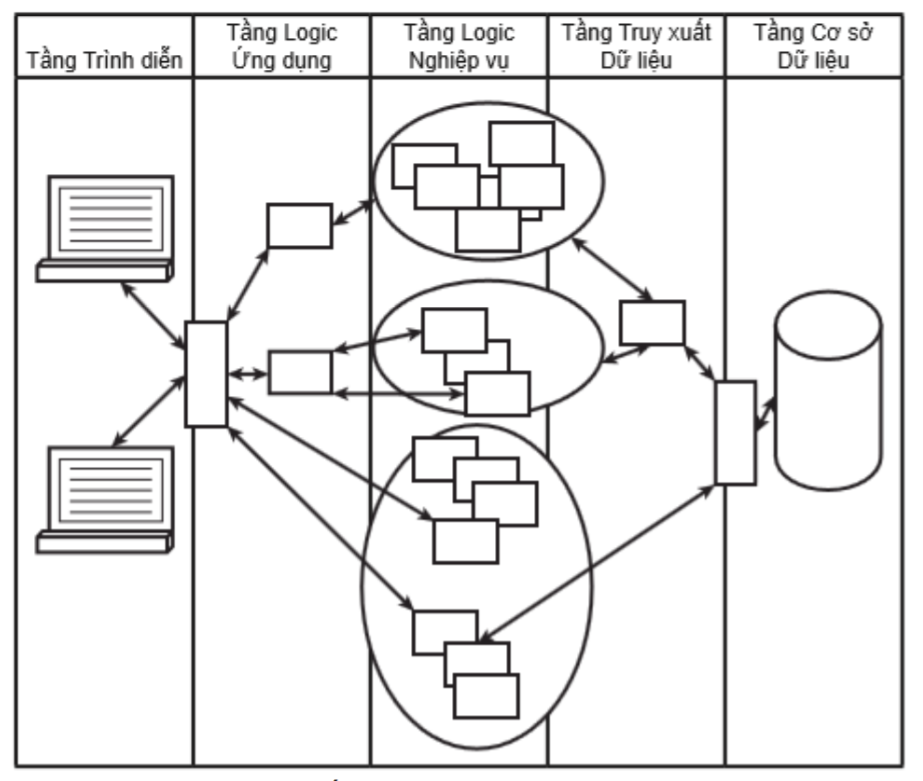 Tầng Trình diễn
Tầng Logic
Ứng dụng
Tầng Logic
Nghiệp vụ
Tầng Truy xuất
Dữ liệu
Tầng Cơ sở
Dữ liệu